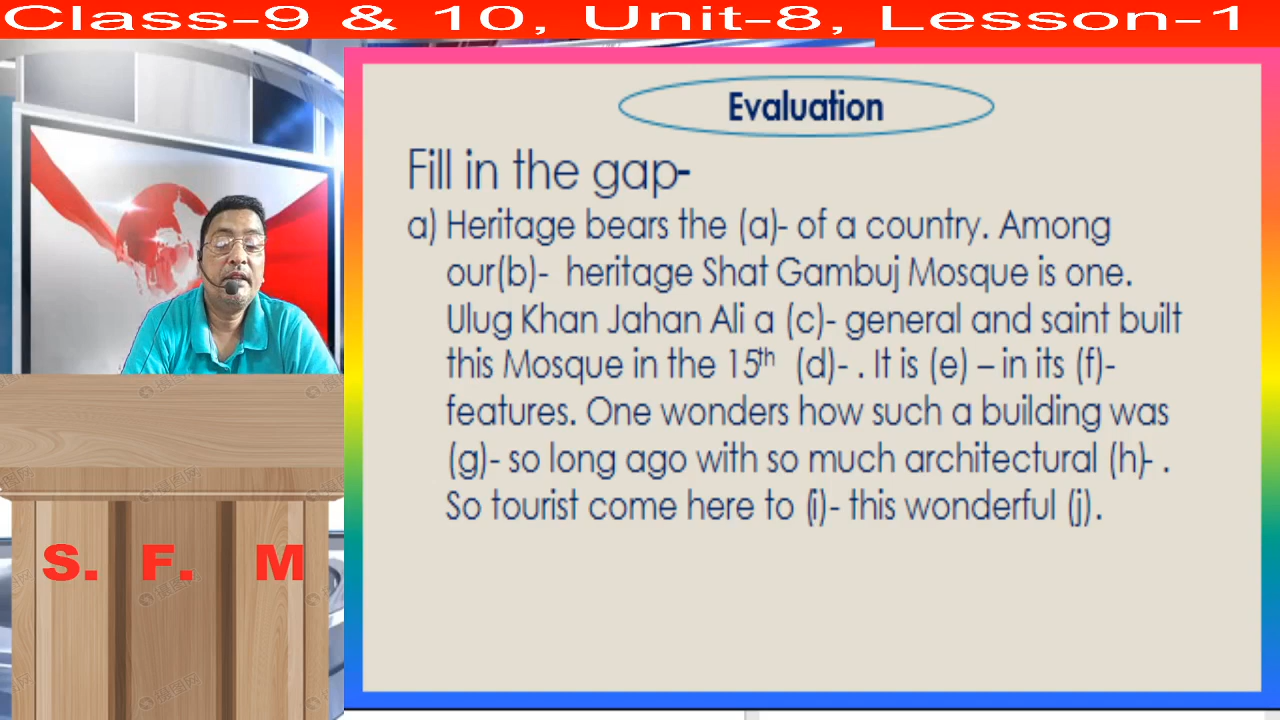 Class-9 & 10, Unit-8, Lesson-1
Evaluation
Fill in the gap-
a) Heritage bears the (a)- of a country. Among
our(b)- heritage Shat Gambuj Mosque is one.
Ulug Khan Jahan Ali a (c)- general and saint built
this Mosque in the 15th (d)- . It is (e) – in its (f)-
features. One wonders how such a building was
(g)- so long ago with so much architectural (h)- .
So tourist come here to (i)- this wonderful (j).
S. F. M